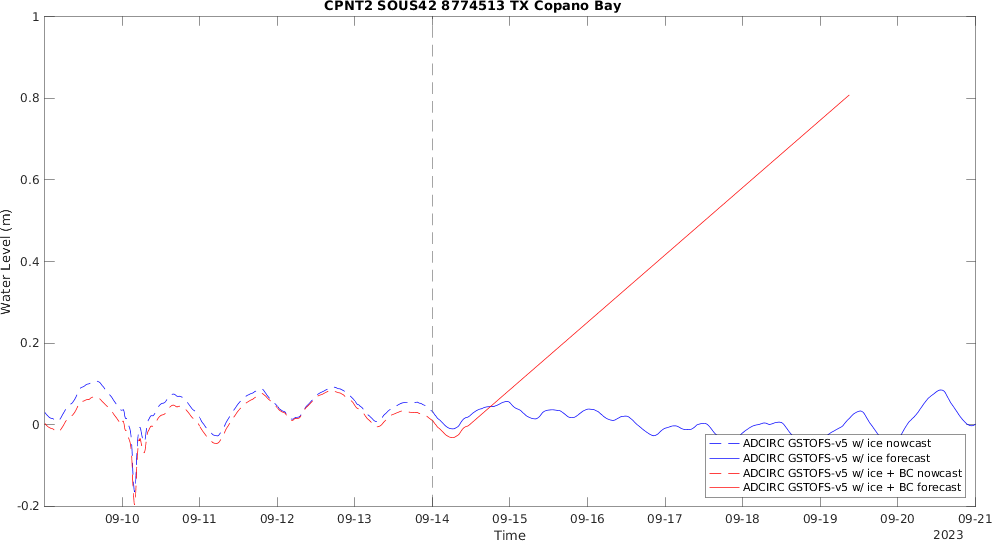 CPNT2 SOUS42 8774513 TX Copano Bay
1
0.8
0.6
0.4
0.2
0
-0.2
Water Level (m)
09-10 09-11 09-12 09-13 09-14 09-15 09-16 09-17 09-18 09-19 09-20 09-21
Time
2023
ADCIRC GSTOFS-v5 w/ ice nowcast
ADCIRC GSTOFS-v5 w/ ice forecast
ADCIRC GSTOFS-v5 w/ ice + BC nowcast
ADCIRC GSTOFS-v5 w/ ice + BC forecast